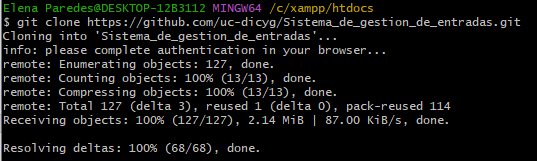 Elena Paredes@DESKTOP-12B3112 MINGW64 /c/xampp/htdocs
$ git clone https://github.com/uc-dicyg/Sistema_de_gestion_de_entradas.git
Cloning into 'Sistema_de_gestion_de_entradas'...
info: please complete authentication in your browser...
remote: Enumerating objects: 127, done.
remote: Counting objects: 100% (13/13), done.
remote: Compressing objects: 100% (13/13), done.
remote: Total 127 (delta 3), reused 1 (delta 0), pack-reused 114
Receiving objects: 100% (127/127), 2.14 MiB | 87.00 KiB/s, done.
Resolving deltas: 100% (68/68), done.